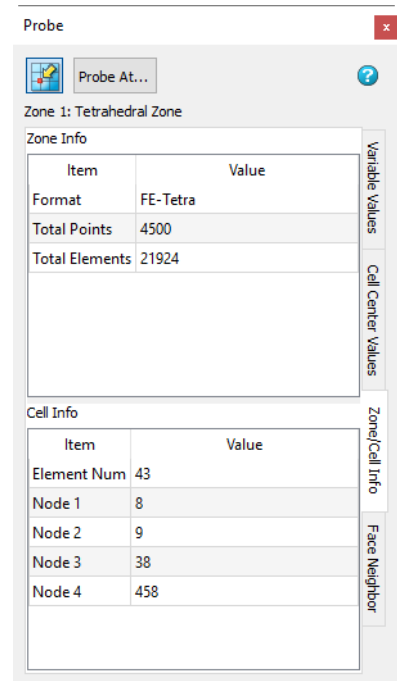 Probe
x
Probe At...
?
Zone 1: Tetrahedral Zone
Zone Info
Item Value
Format FE-Tetra
Total Points 4500
Total Elements 21924
Cell Info
Item Value
Element Num 43
Node 1 8
Node 2 9
Node 3 38
Node 4 458
Variable Values
Cell Center Values
Zone/Cell Info
Face Neighbor